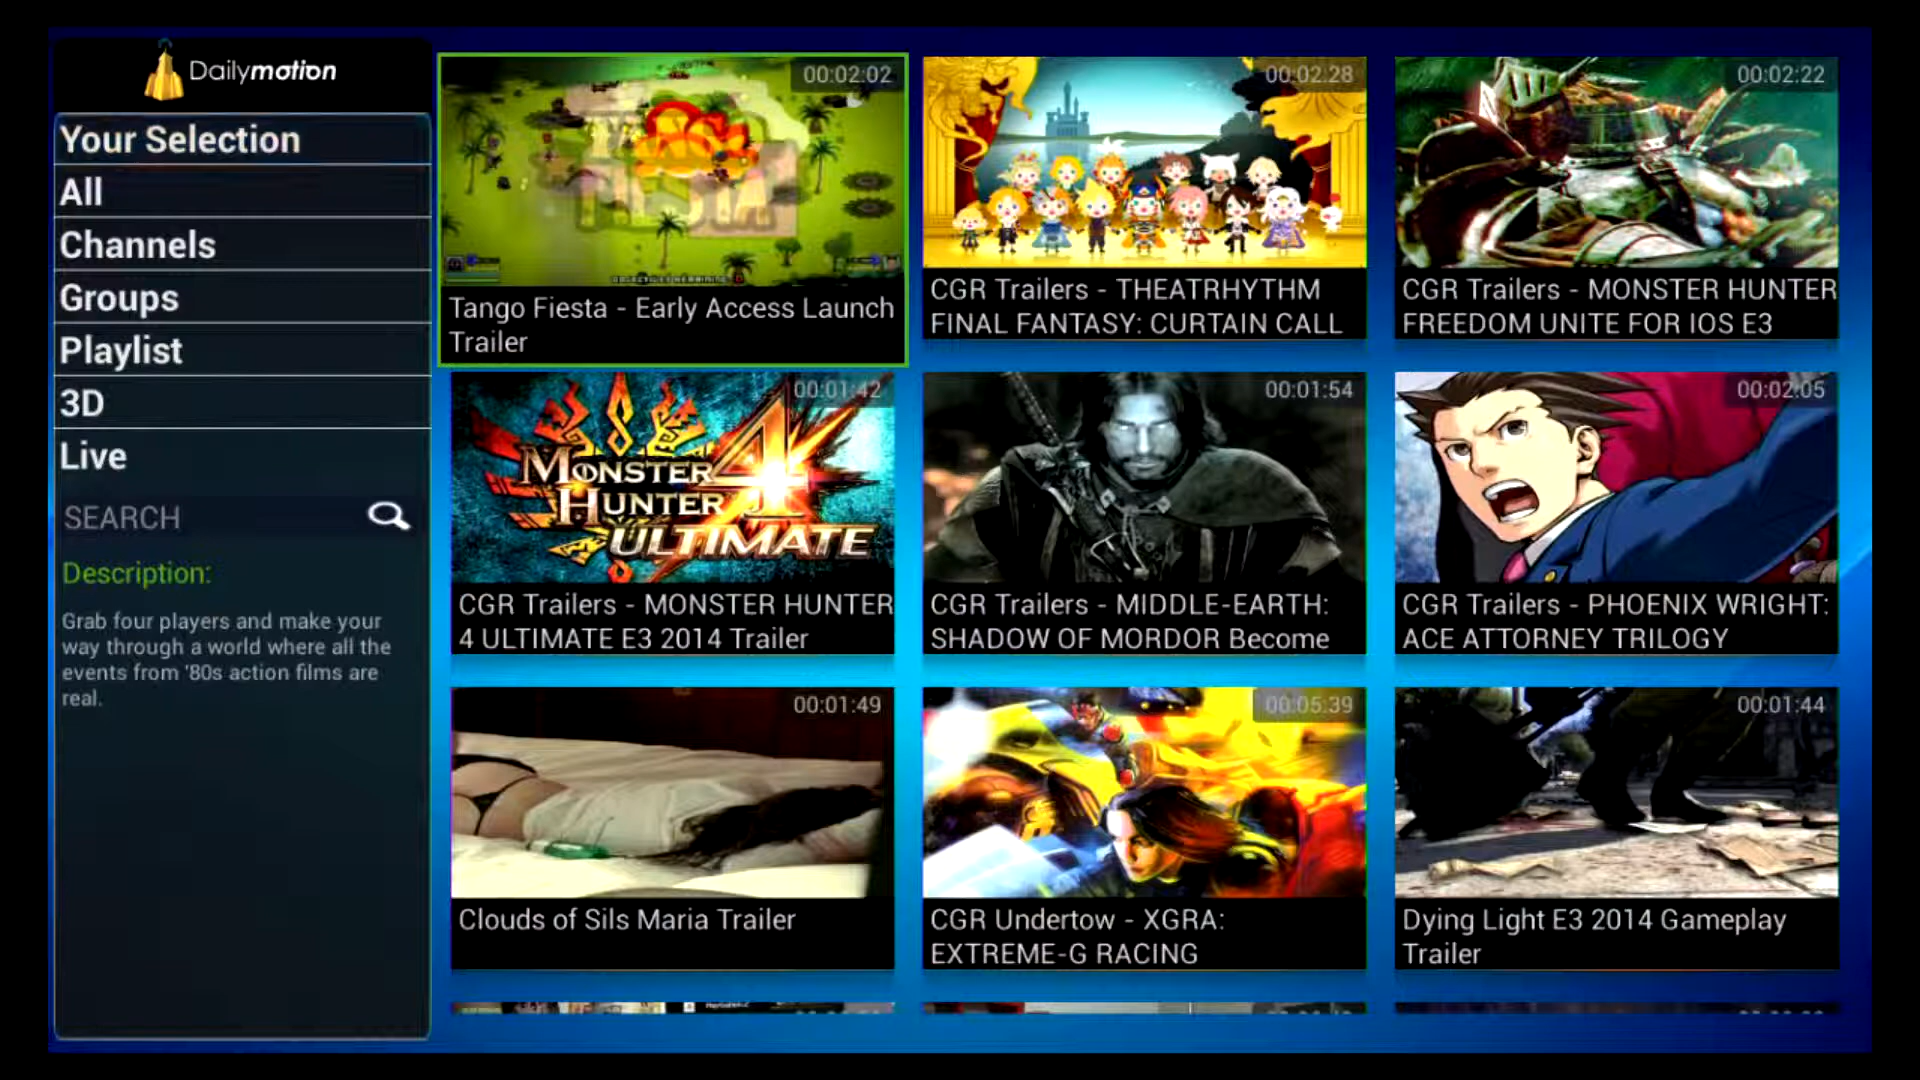 Dailymotion
Your Selection
All
Channels
Groups
Playlist
3D
Live
SEARCH
Description:
Grab four players and make your
way through a world where all the
events from '80s action films are
real.
00:02:02
TANGO
FIESTA
Tango Fiesta - Early Access Launch
Trailer
00:02:28
CGR Trailers - THEATRHYTHM
FINAL FANTASY: CURTAIN CALL
00:02:22
CGR Trailers - MONSTER HUNTER
FREEDOM UNITE FOR IOS E3
00:01:42
MONSTER
HUNTER 4
ULTIMATE
CGR Trailers - MONSTER HUNTER
4 ULTIMATE E3 2014 Trailer
00:01:54
CGR Trailers - MIDDLE-EARTH:
SHADOW OF MORDOR Become
00:02:05
CGR Trailers - PHOENIX WRIGHT:
ACE ATTORNEY TRILOGY
00:01:49
Clouds of Sils Maria Trailer
00:05:39
CGR Undertow - XGRA:
EXTREME-G RACING
00:01:44
Dying Light E3 2014 Gameplay
Trailer